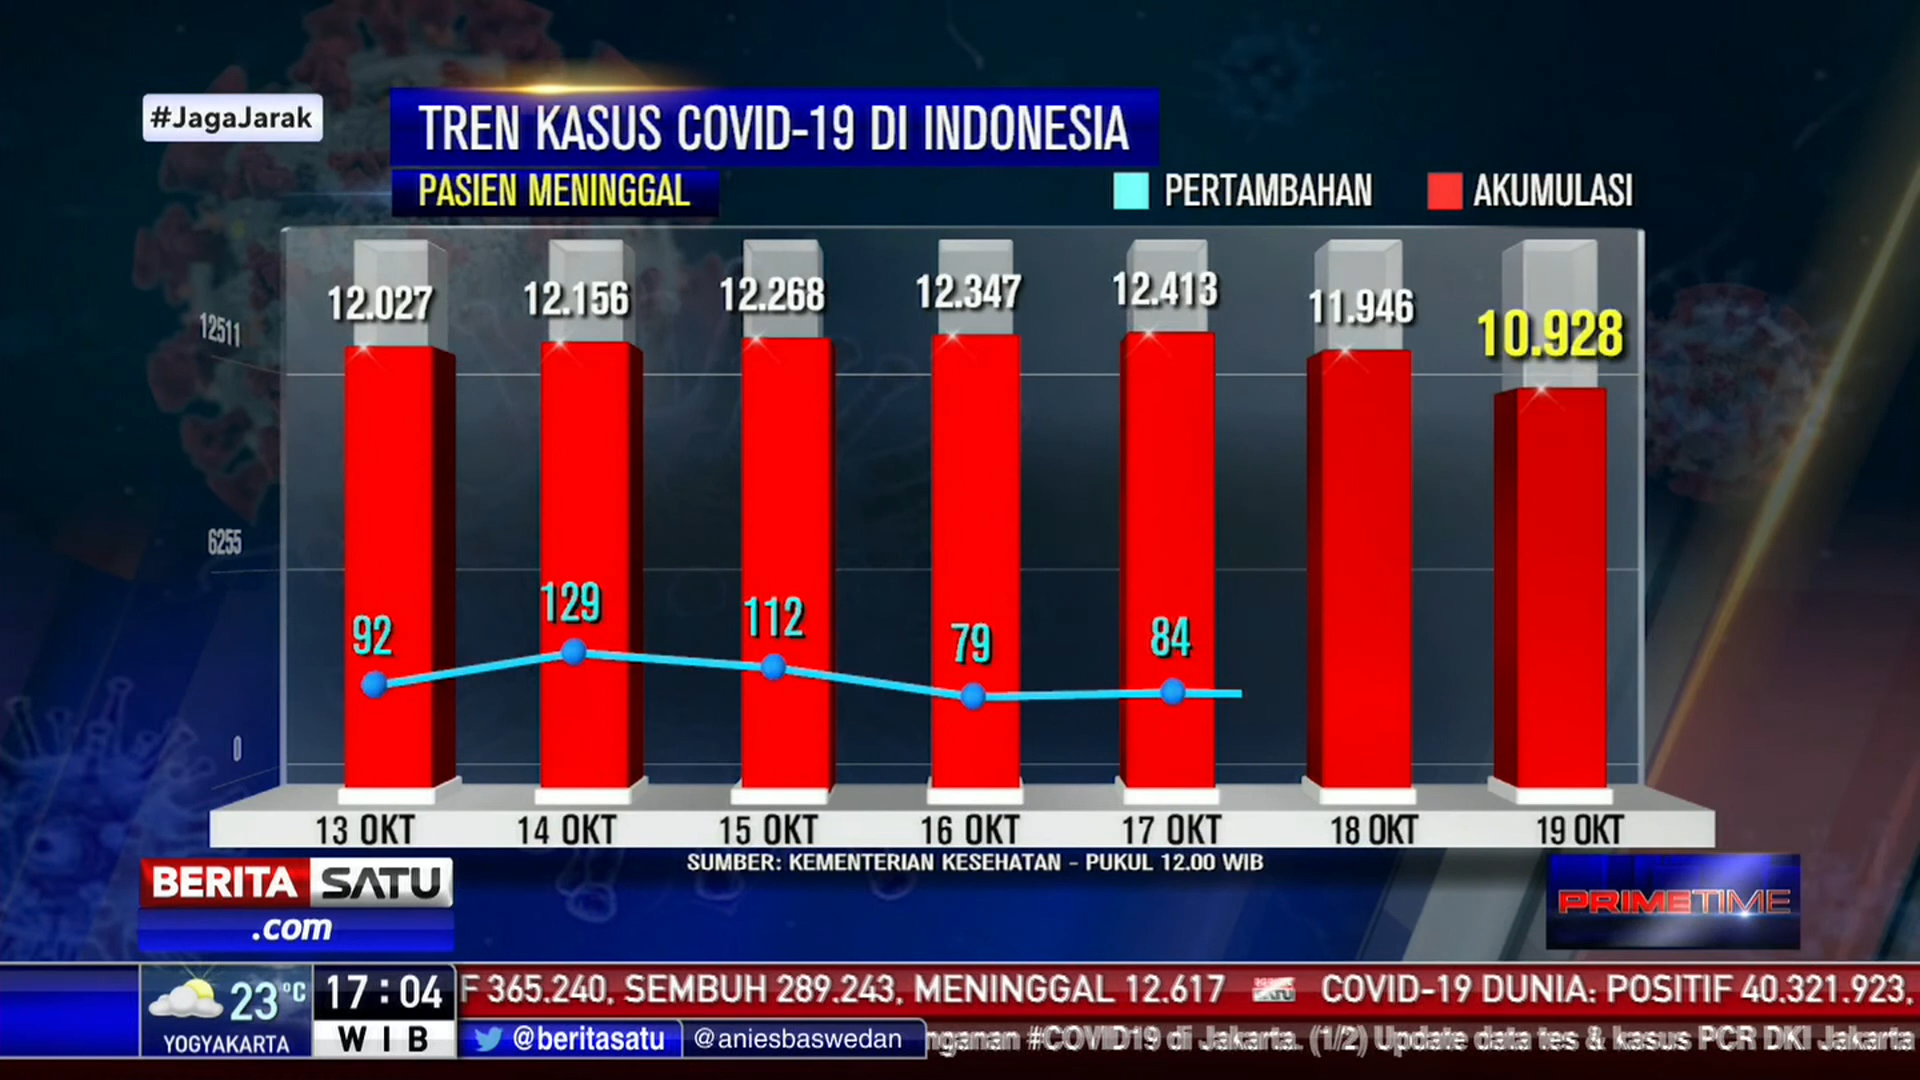 #JagaJarak
TREN KASUS COVID-19 DI INDONESIA
PASIEN MENINGGAL
PERTAMBAHAN
AKUMULASI
12.027
12.156
12.268
12.347
12.413
11.946
10.928
12511
6255
0
92
129
112
79
84
13 OKT
14 OKT
15 OKT
16 OKT
17 OKT
18 OKT
19 OKT
SUMBER: KEMENTERIAN KESEHATAN - PUKUL 12.00 WIB
BERITA SATU
.com
PRIMETIME
23°C
YOGYAKARTA
17:04
WIB
F 365.240, SEMBUH 289.243, MENINGGAL 12.617 COVID-19 DUNIA: POSITIF 40.321.923,
@beritasatu
@aniesbaswedan
nganan #COVID19 di Jakarta. (1/2) Update data tes & kasus PCR DKI Jakarta